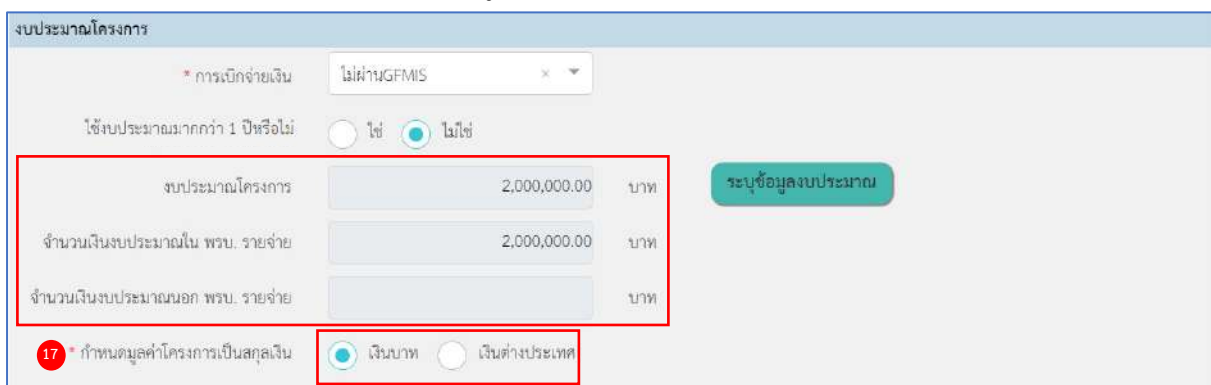 งบประมาณโครงการ
* การเบิกจ่ายเงิน ไม่ผ่านGFMIS ×
ใช้งบประมาณมากกว่า 1 ปีหรือไม่ ใช่ ไม่ใช่
งบประมาณโครงการ 2,000,000.00 บาท ระบุข้อมูลงบประมาณ
จำนวนเงินงบประมาณใน พรบ. รายจ่าย 2,000,000.00 บาท
จำนวนเงินงบประมาณนอก พรบ. รายจ่าย บาท
17 * กำหนดมูลค่าโครงการเป็นสกุลเงิน เงินบาท เงินต่างประเทศ